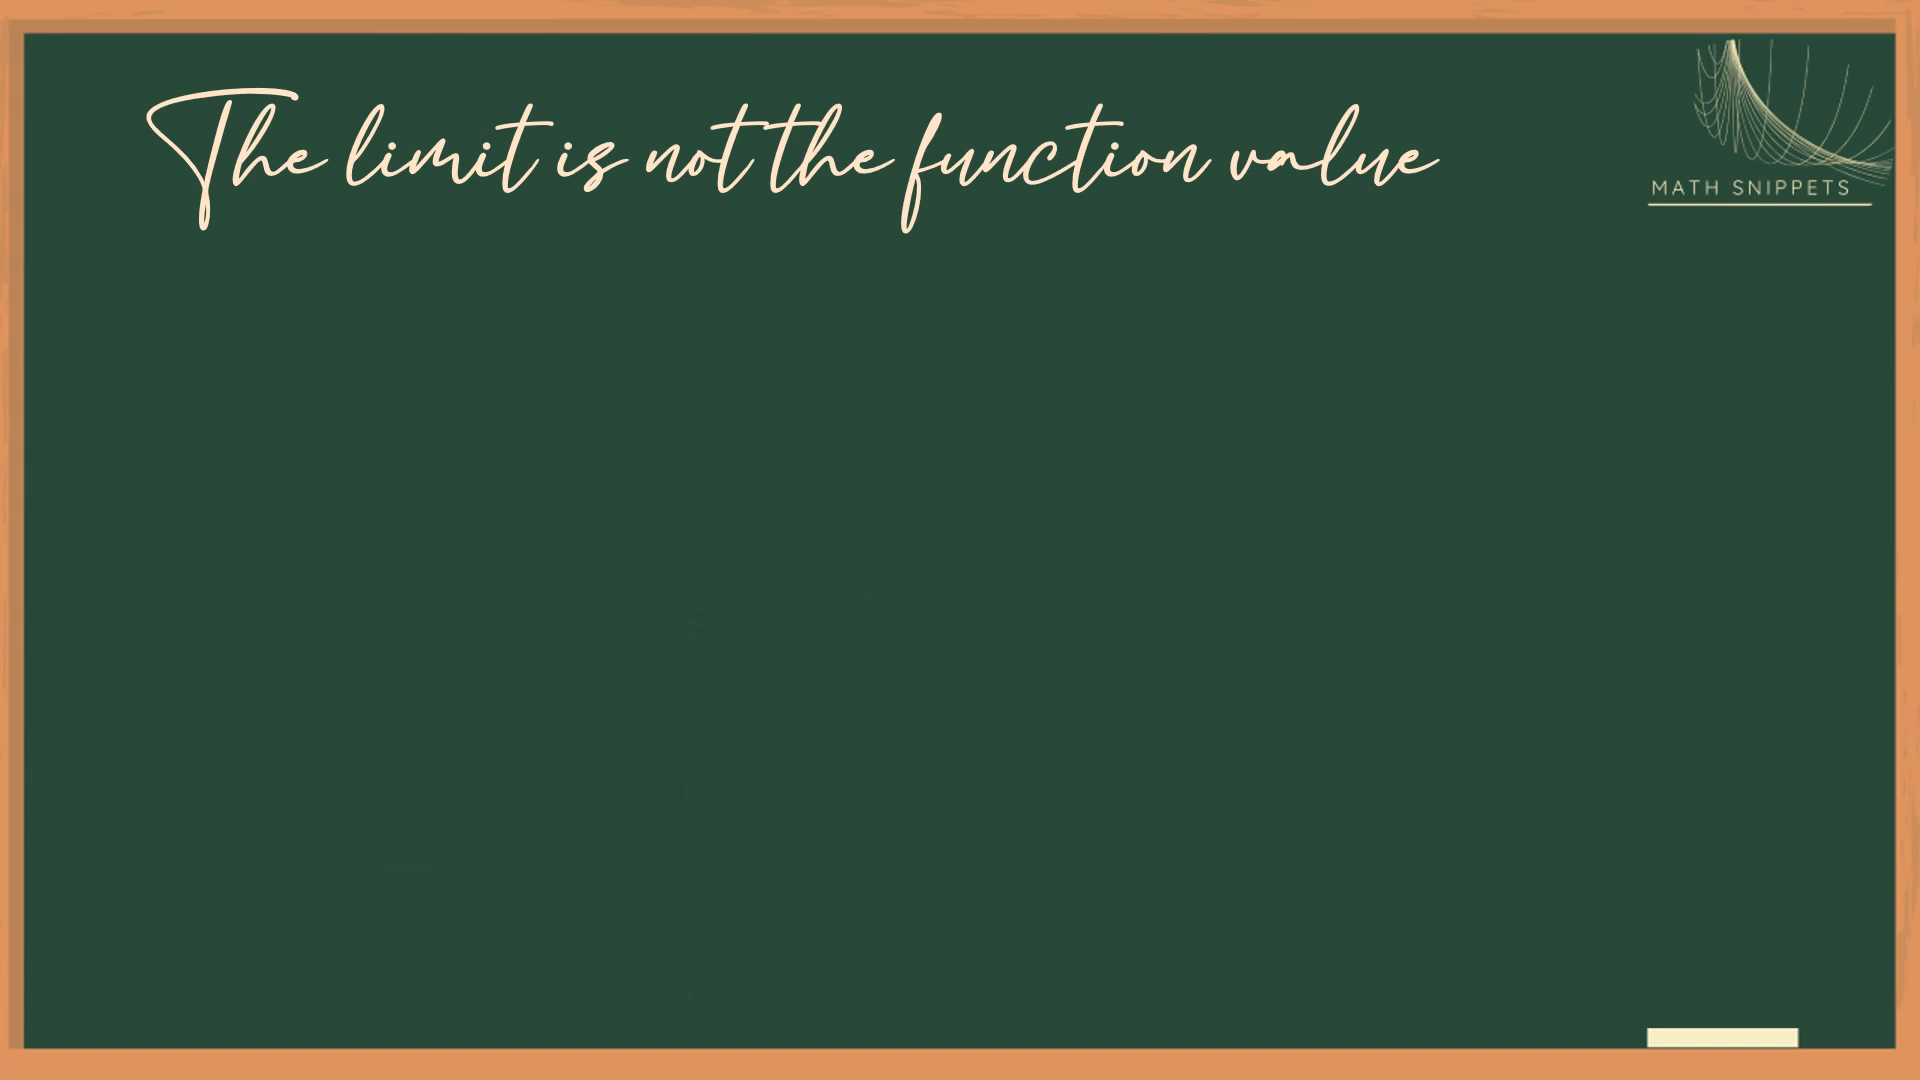 The limit is not the function value
MATH SNIPPETS